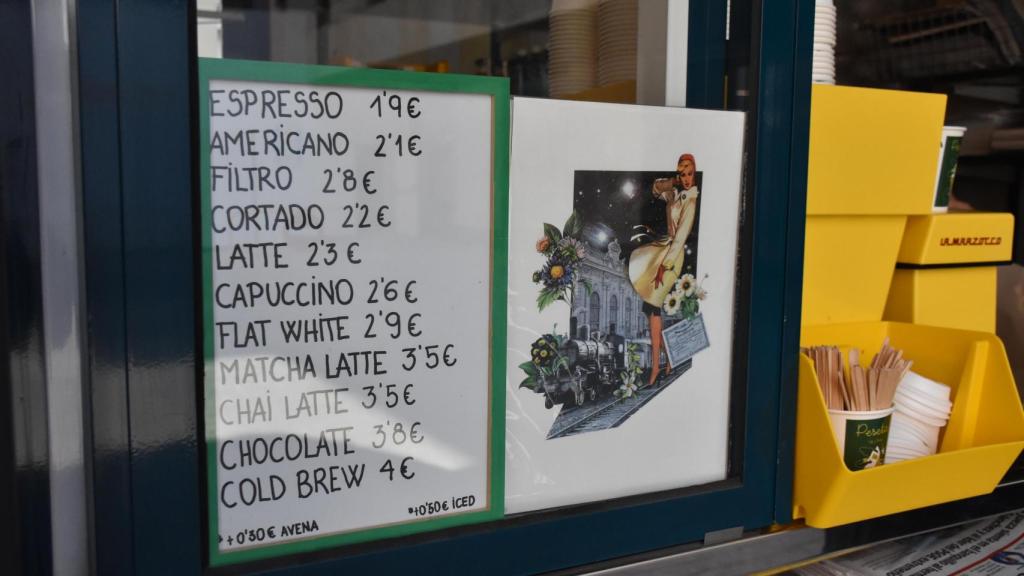 ESPRESSO 1'9€
AMERICANO 2'1€
FILTRO 2'8€
CORTADO 2'2€
LATTE 2'3€
CAPUCCINO 2'6€
FLAT WHITE 2'9€
MATCHA LATTE 3'5€
CHAI LATTE 3'5€
CHOCOLATE 3'8€
COLD BREW 4€
*+0'50€ ICED
*+0'30€ AVENA
LA MARZOCCO